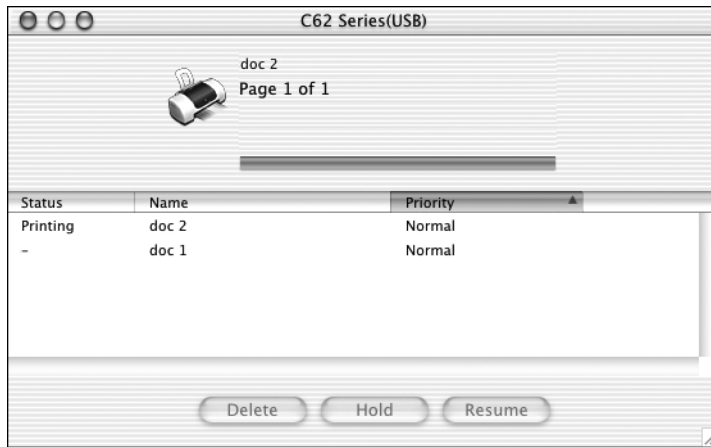 C62 Series(USB)
doc 2
Page 1 of 1
Status Name Priority
Printing doc 2 Normal
- doc 1 Normal
Delete Hold Resume